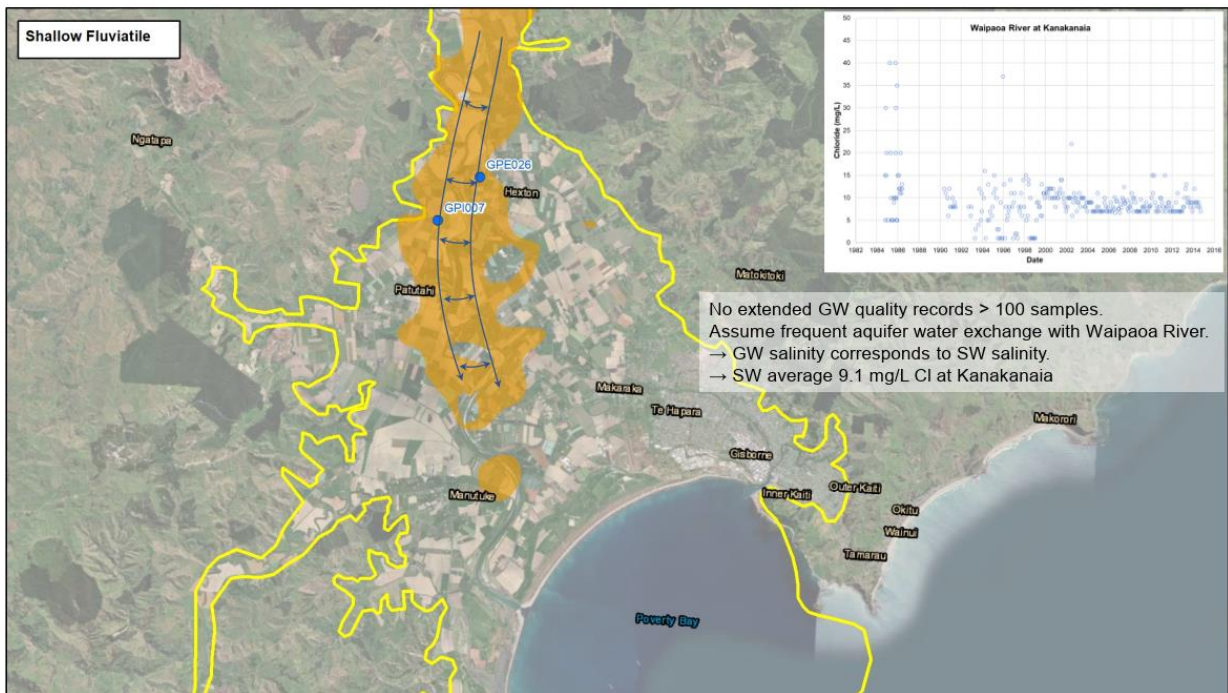 Shallow Fluviatile
Waipaoa River at Kanakanaia
50
45
40
35
30
25
20
15
10
5
0
Chloride (mg/L)
1982 1984 1986 1988 1990 1992 1994 1996 1998 2000 2002 2004 2006 2008 2010 2012 2014 2016
Date
Ngatapa
GPE026
Hexton
GPI007
Patutahi
Matokitoki
No extended GW quality records > 100 samples.
Assume frequent aquifer water exchange with Waipaoa River.
→ GW salinity corresponds to SW salinity.
→ SW average 9.1 mg/L Cl at Kanakanaia
Makaraka
Te Hapara
Makorori
Gisborne
Outer Kaiti
Inner Kaiti
Manutuke
Okitu
Wainui
Tamarau
Poverty Bay